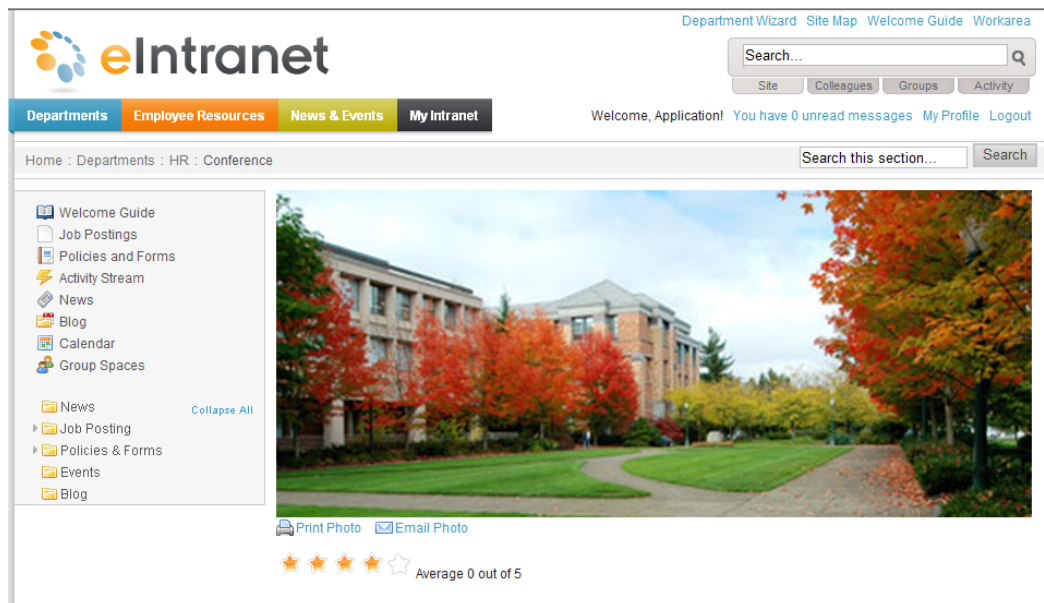 Department Wizard Site Map Welcome Guide Workarea
eIntranet
Search...
Site Colleagues Groups Activity
Departments Employee Resources News & Events My Intranet
Welcome, Application! You have 0 unread messages My Profile Logout
Home : Departments : HR : Conference
Search this section... Search
Welcome Guide
Job Postings
Policies and Forms
Activity Stream
News
Blog
Calendar
Group Spaces
News Collapse All
Job Posting
Policies & Forms
Events
Blog
Print Photo Email Photo
Average 0 out of 5